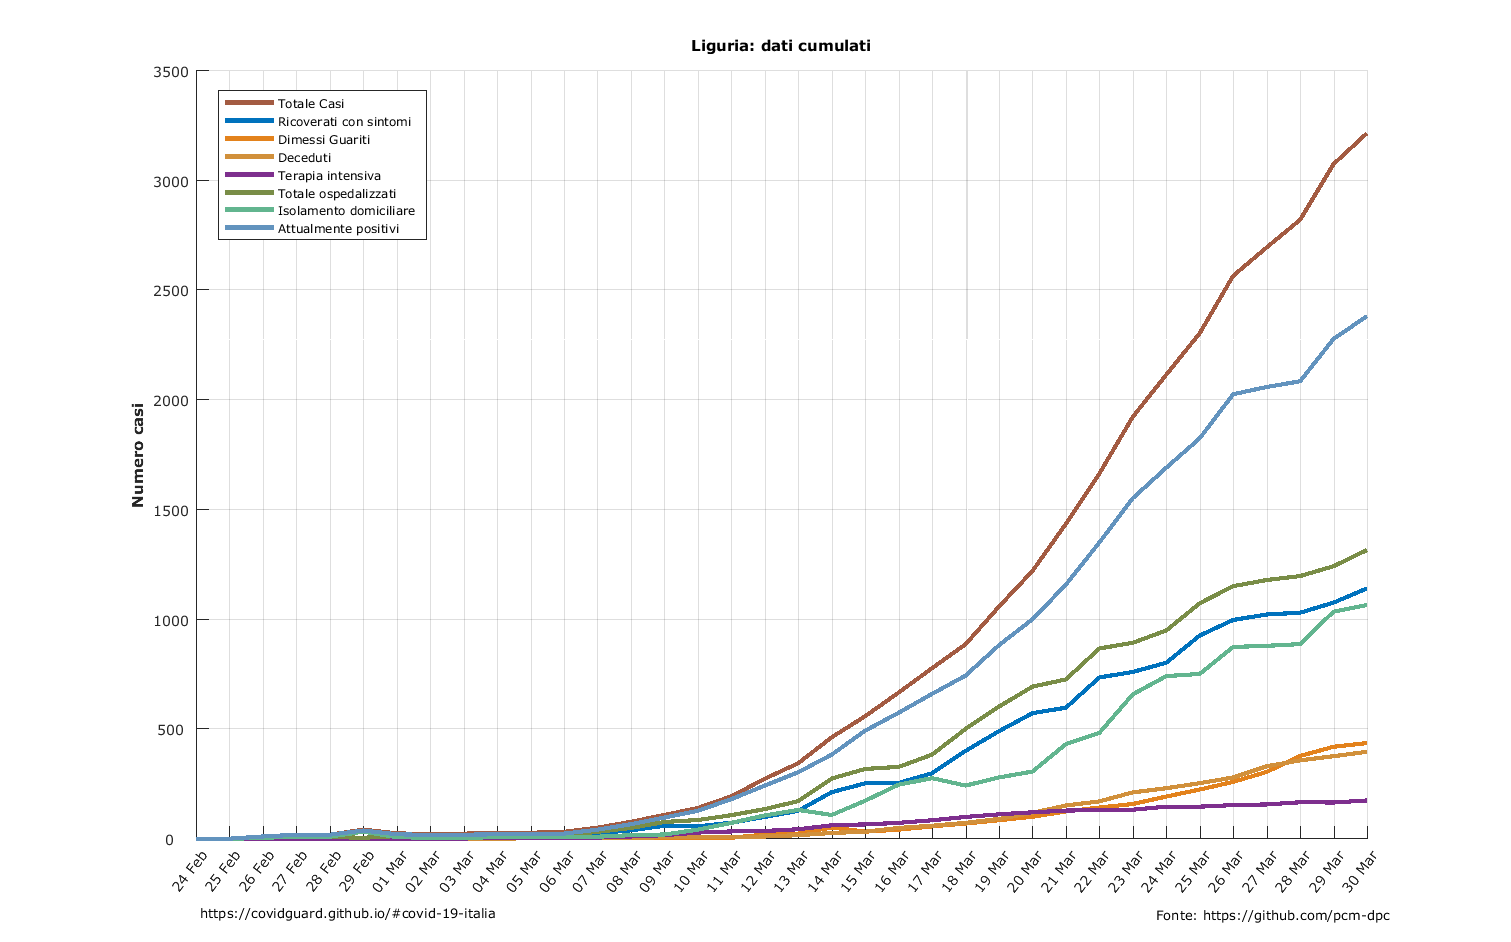 Liguria: dati cumulati
3500
3000
2500
2000
1500
1000
500
0
Numero casi
Totale Casi
Ricoverati con sintomi
Dimessi Guariti
Deceduti
Terapia intensiva
Totale ospedalizzati
Isolamento domiciliare
Attualmente positivi
24 Feb
25 Feb
26 Feb
27 Feb
28 Feb
29 Feb
01 Mar
02 Mar
03 Mar
04 Mar
05 Mar
06 Mar
07 Mar
08 Mar
09 Mar
10 Mar
11 Mar
12 Mar
13 Mar
14 Mar
15 Mar
16 Mar
17 Mar
18 Mar
19 Mar
20 Mar
21 Mar
22 Mar
23 Mar
24 Mar
25 Mar
26 Mar
27 Mar
28 Mar
29 Mar
30 Mar
https://covidguard.github.io/#covid-19-italia
Fonte: https://github.com/pcm-dpc